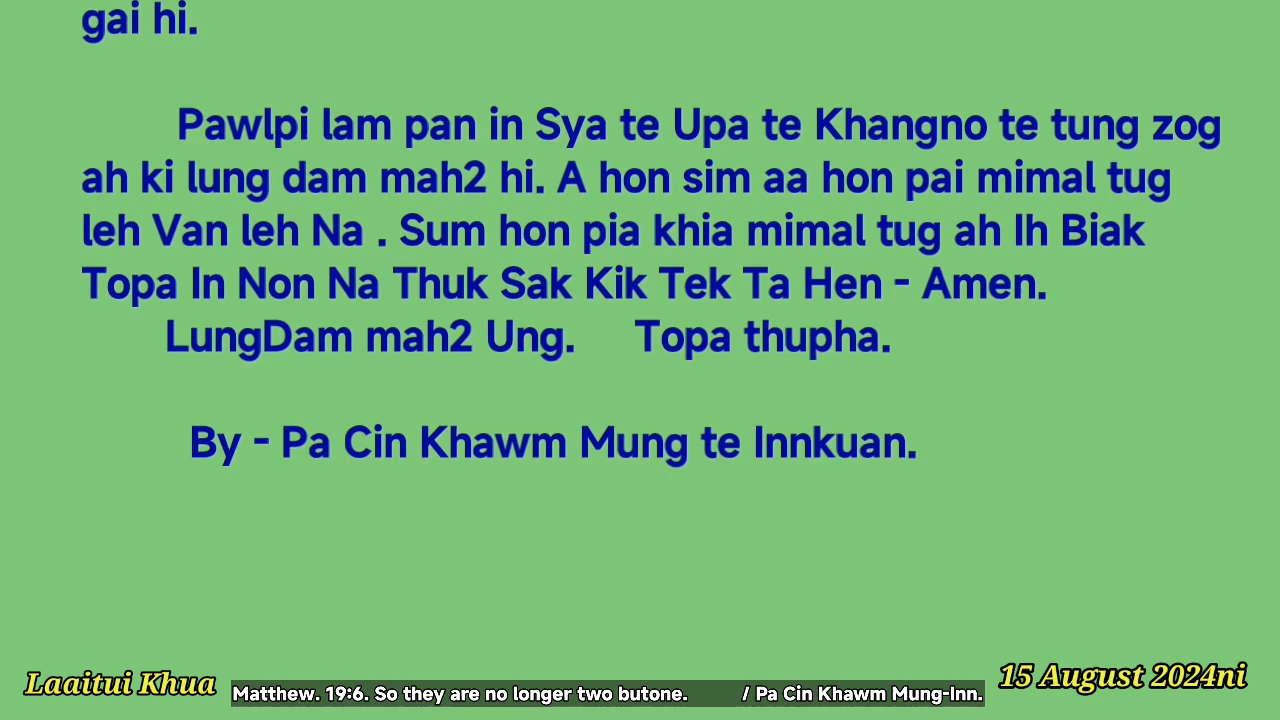 gai hi.
Pawlpi lam pan in Sya te Upa te Khangno te tung zog
ah ki lung dam mah2 hi. A hon sim aa hon pai mimal tug
leh Van leh Na . Sum hon pia khia mimal tug ah Ih Biak
Topa In Non Na Thuk Sak Kik Tek Ta Hen - Amen.
LungDam mah2 Ung. Topa thupha.
By - Pa Cin Khawm Mung te Innkuan.
Laaitui Khua
Matthew. 19:6. So they are no longer two butone. / Pa Cin Khawm Mung-Inn.
15 August 2024ni